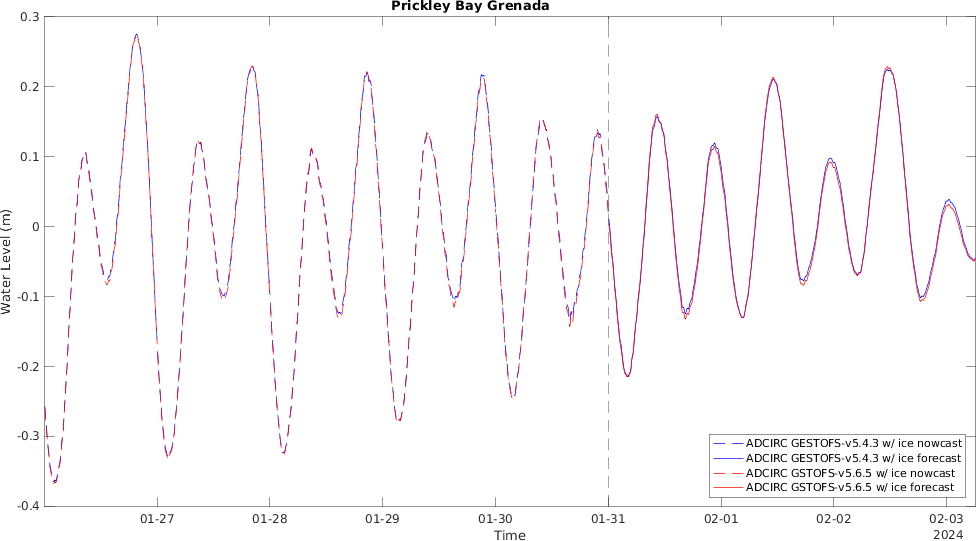 Prickley Bay Grenada
0.3
0.2
0.1
0
-0.1
-0.2
-0.3
-0.4
Water Level (m)
ADCIRC GESTOFS-v5.4.3 w/ ice nowcast
ADCIRC GESTOFS-v5.4.3 w/ ice forecast
ADCIRC GSTOFS-v5.6.5 w/ ice nowcast
ADCIRC GSTOFS-v5.6.5 w/ ice forecast
01-27 01-28 01-29 01-30 01-31 02-01 02-02 02-03
Time 2024